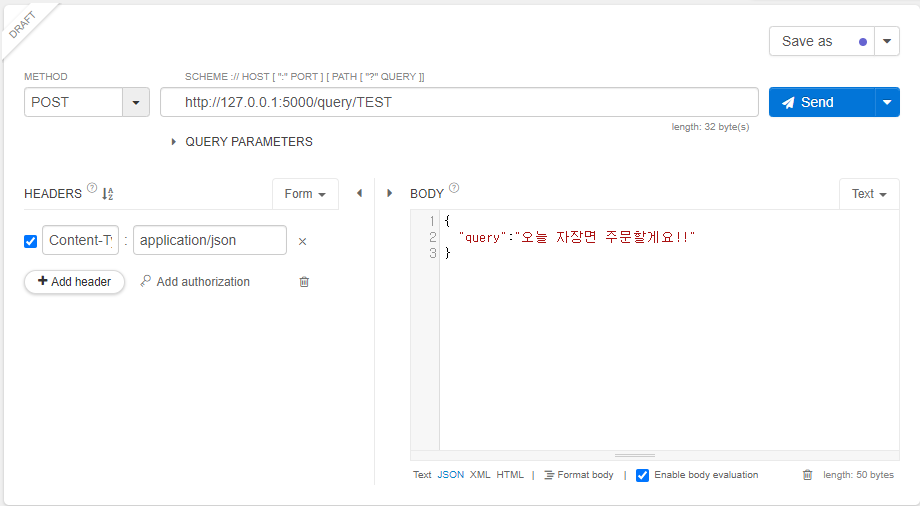 DRAFT
Save as
METHOD
SCHEME :// HOST [ ":" PORT ] [ PATH [ "?" QUERY ]]
POST
http://127.0.0.1:5000/query/TEST
Send
length: 32 byte(s)
QUERY PARAMETERS
HEADERS ? Form
BODY ? Text
Content-Ty : application/json ×
+ Add header Add authorization
1 {
2 "query":"오늘 자장면 주문할게요!!"
3 }
Text JSON XML HTML | Format body | Enable body evaluation length: 50 bytes